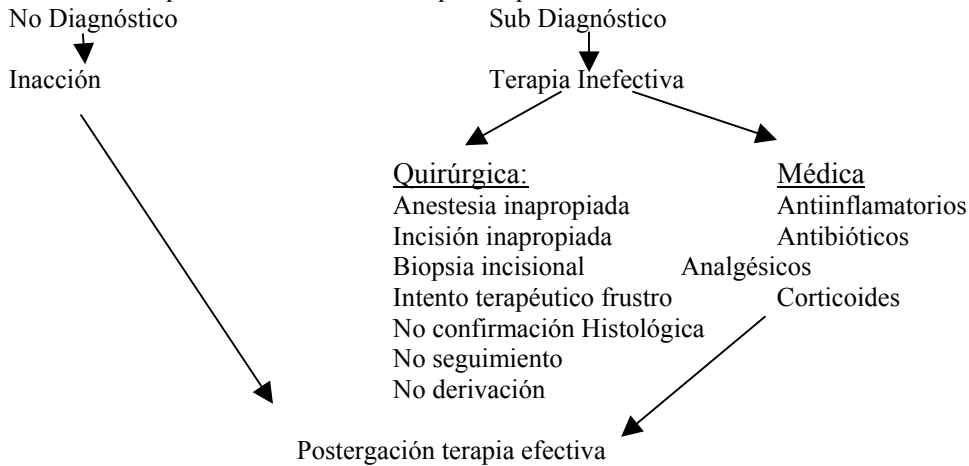 No Diagnóstico Sub Diagnóstico
Inacción Terapia Inefectiva
Quirúrgica: Médica
Anestesia inapropiada Antiinflamatorios
Incisión inapropiada Antibióticos
Biopsia incisional Analgésicos
Intento terapéutico frustro Corticoides
No confirmación Histológica
No seguimiento
No derivación
Postergación terapia efectiva